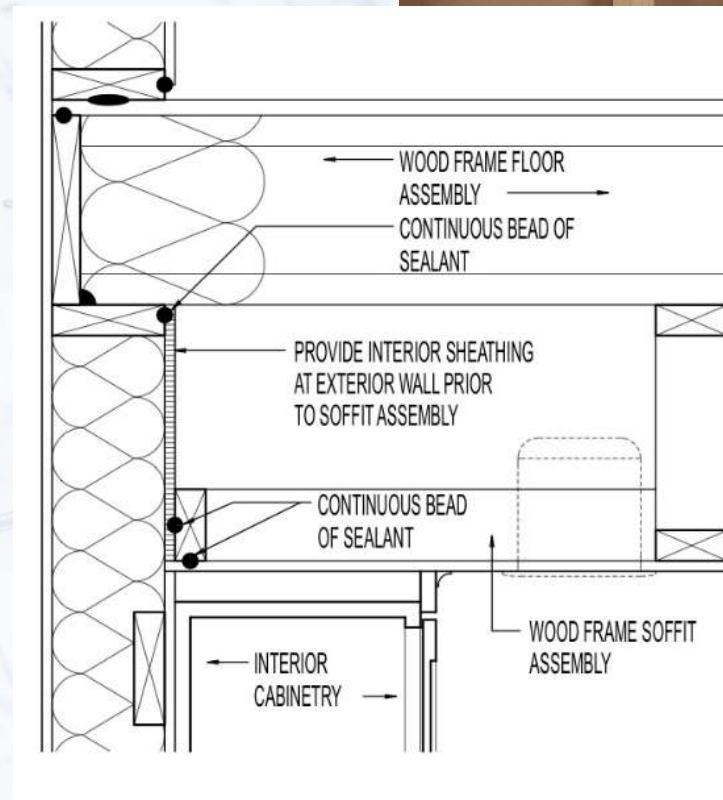 WOOD FRAME FLOOR
ASSEMBLY
CONTINUOUS BEAD OF
SEALANT
PROVIDE INTERIOR SHEATHING
AT EXTERIOR WALL PRIOR
TO SOFFIT ASSEMBLY
CONTINUOUS BEAD
OF SEALANT
WOOD FRAME SOFFIT
ASSEMBLY
INTERIOR
CABINETRY